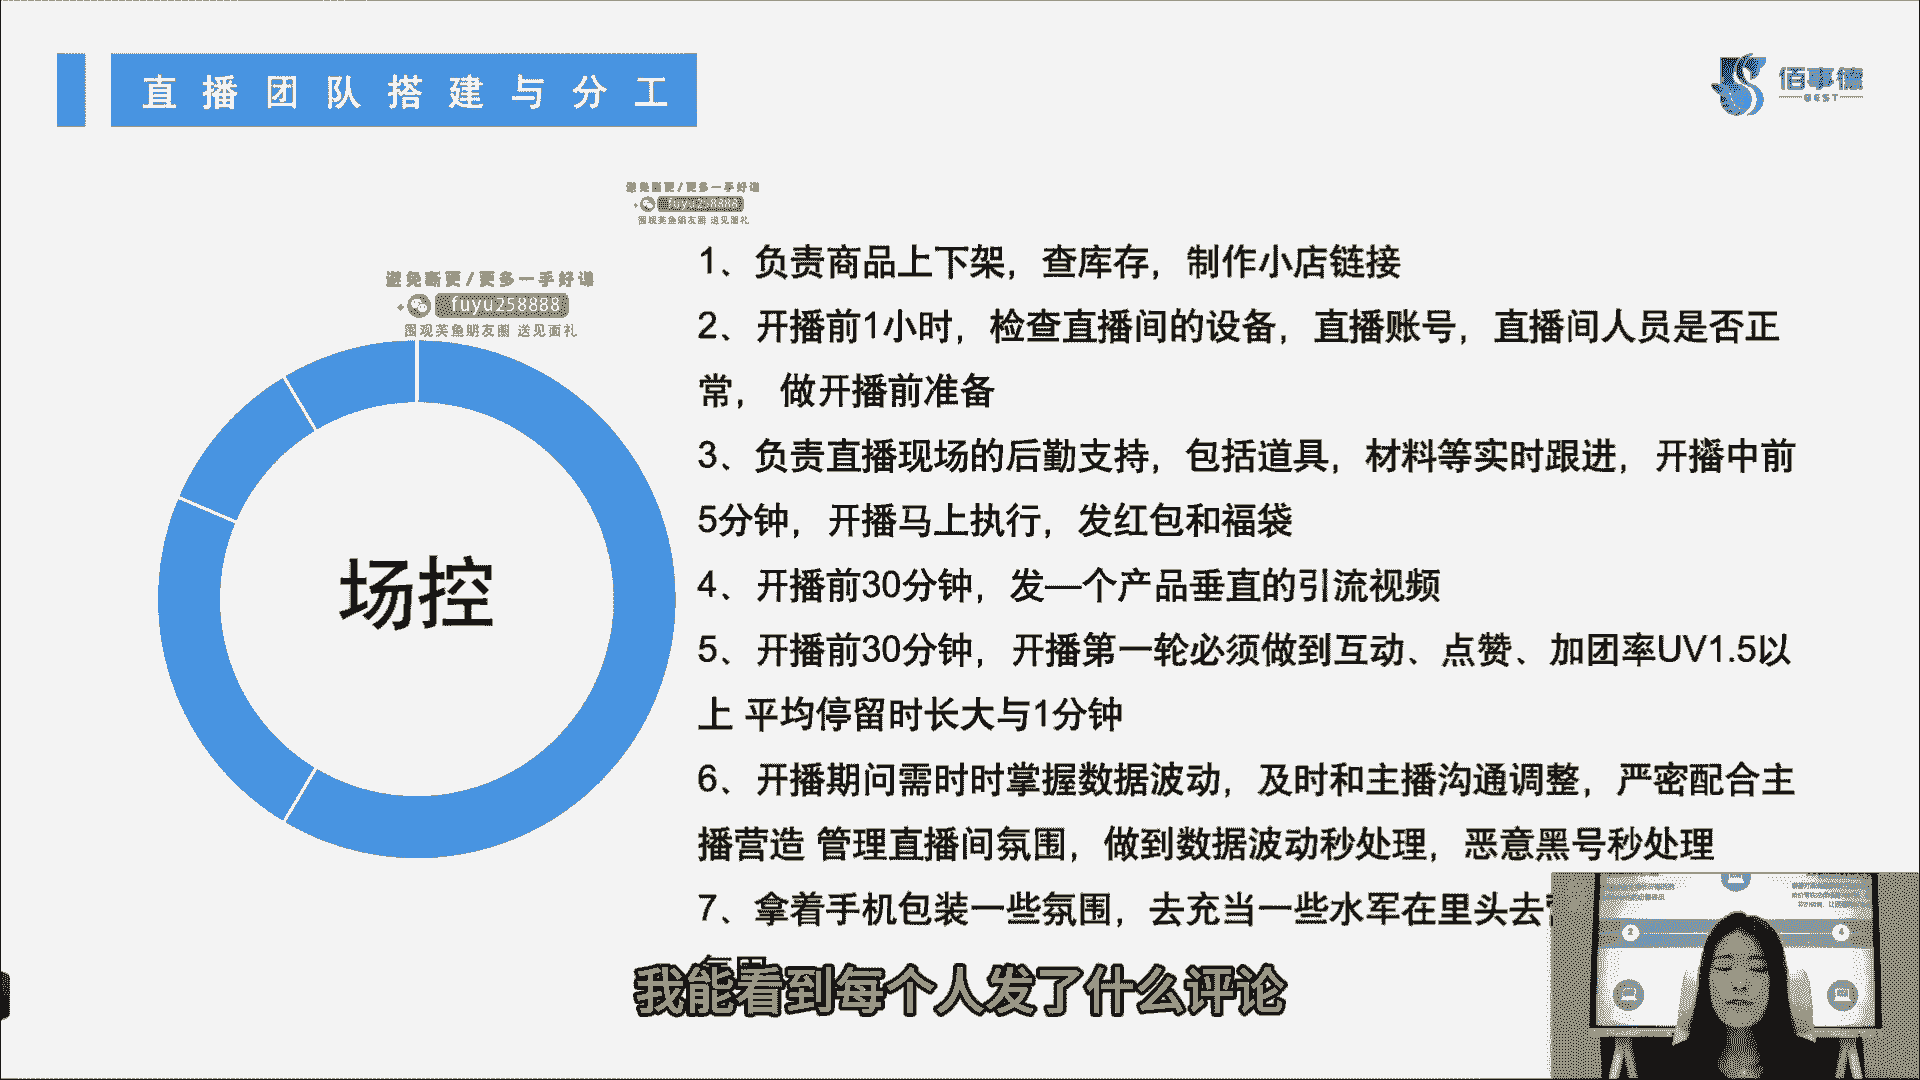 直播团队搭建与分工
佰事德
BEST
避免断更/更多一手好课
fuyu258888
围观芙鱼朋友圈 送见面礼
避免断更/更多一手好课
fuyu258888
围观芙鱼朋友圈 送见面礼
场控
1、负责商品上下架，查库存，制作小店链接
2、开播前1小时，检查直播间的设备，直播账号，直播间人员是否正
常， 做开播前准备
3、负责直播现场的后勤支持，包括道具，材料等实时跟进，开播中前
5分钟，开播马上执行，发红包和福袋
4、开播前30分钟，发—个产品垂直的引流视频
5、开播前30分钟，开播第一轮必须做到互动、点赞、加团率UV1.5以
上 平均停留时长大与1分钟
6、开播期问需时时掌握数据波动，及时和主播沟通调整，严密配合主
播营造 管理直播间氛围，做到数据波动秒处理，恶意黑号秒处理
7、拿着手机包装一些氛围，去充当一些水军在里头去
我能看到每个人发了什么评论
2
4